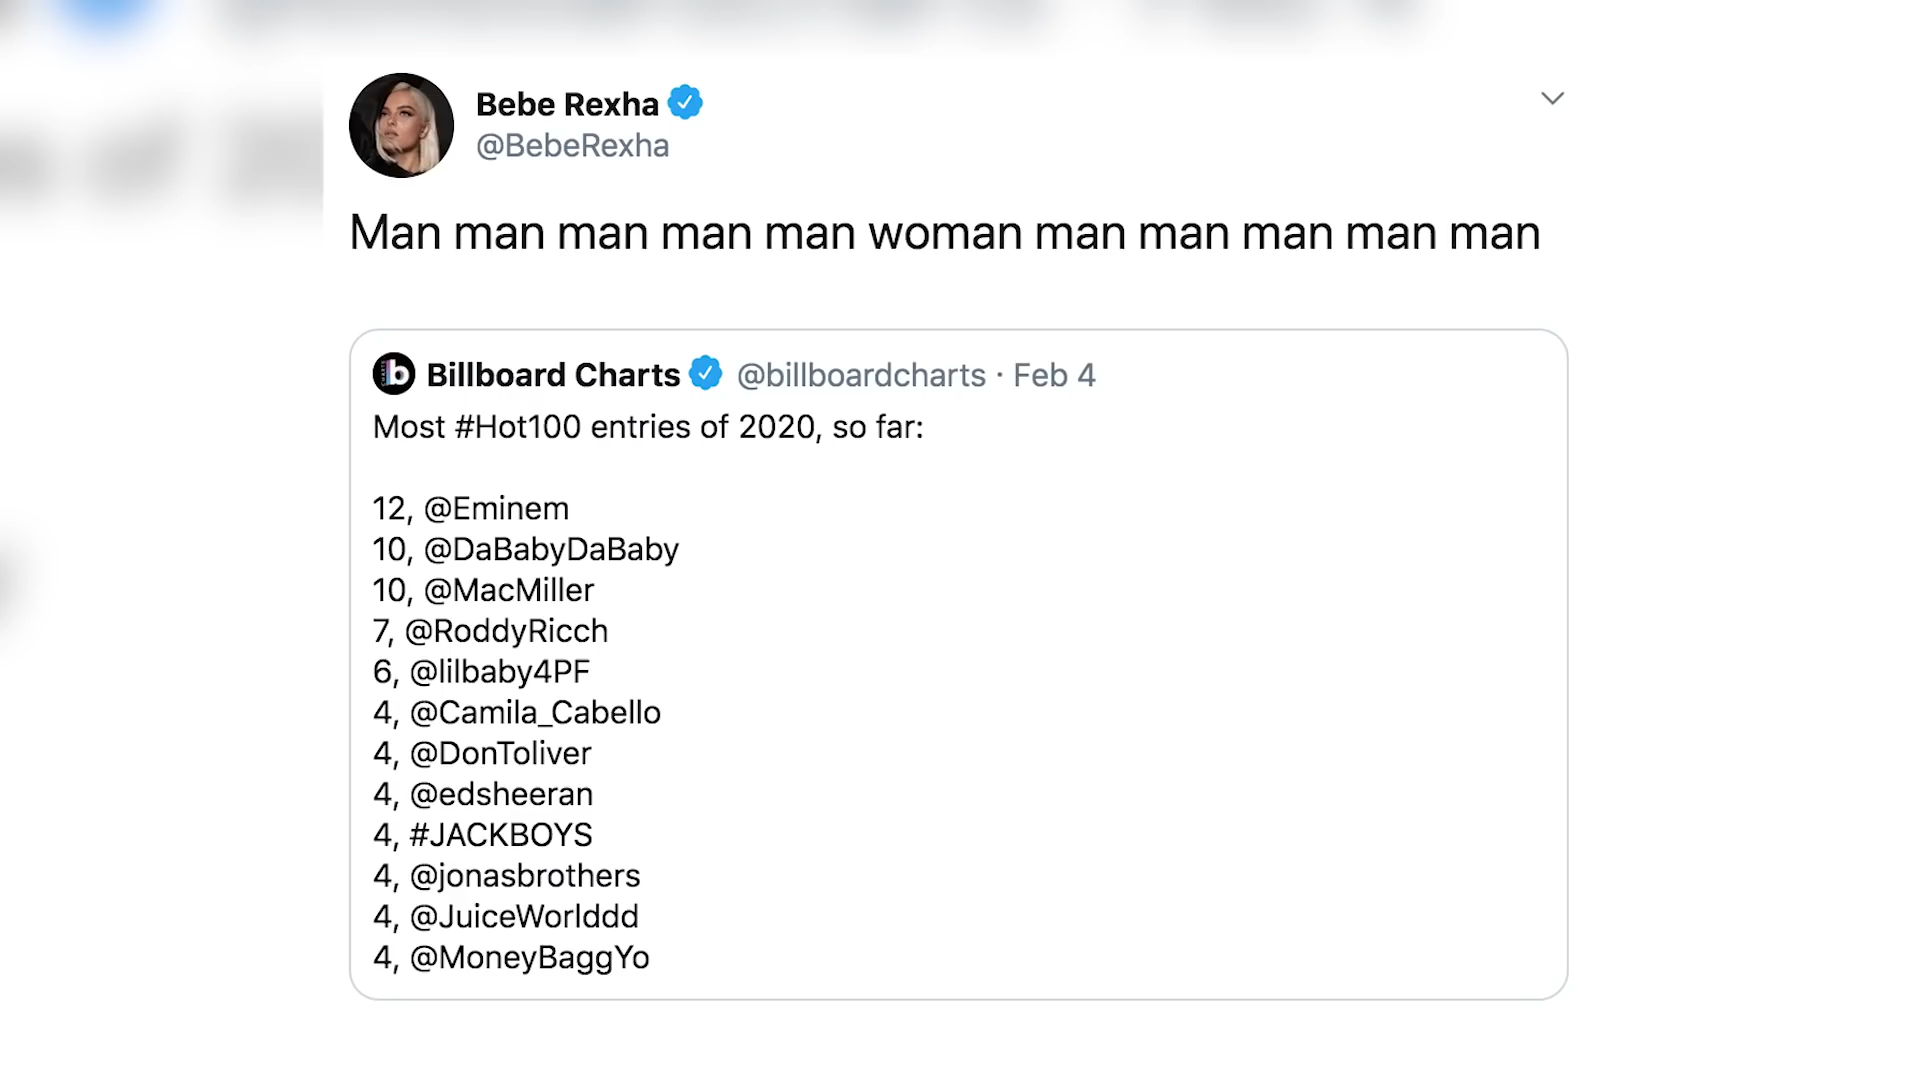 Bebe Rexha
@BebeRexha
Man man man man man woman man man man man man
Billboard Charts @billboardcharts · Feb 4
Most #Hot100 entries of 2020, so far:
12, @Eminem
10, @DaBabyDaBaby
10, @MacMiller
7, @RoddyRicch
6, @lilbaby4PF
4, @Camila_Cabello
4, @DonToliver
4, @edsheeran
4, #JACKBOYS
4, @jonasbrothers
4, @JuiceWorlddd
4, @MoneyBaggYo